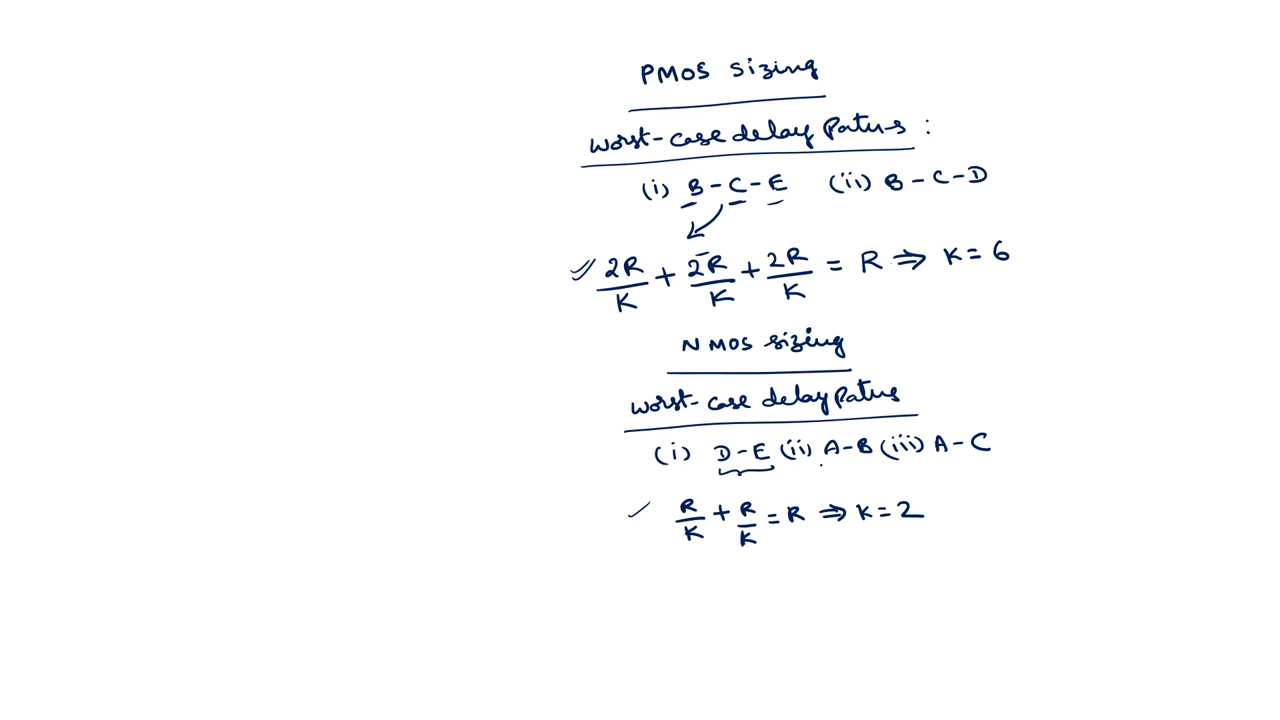 PMOS sizing
worst-case delay Paths :
(i) B - C - E (ii) B - C - D
2R/K + 2R/K + 2R/K = R ⇒ K = 6
NMOS sizing
worst-case delay Paths
(i) D - E (ii) A - B (iii) A - C
R/K + R/K = R ⇒ K = 2